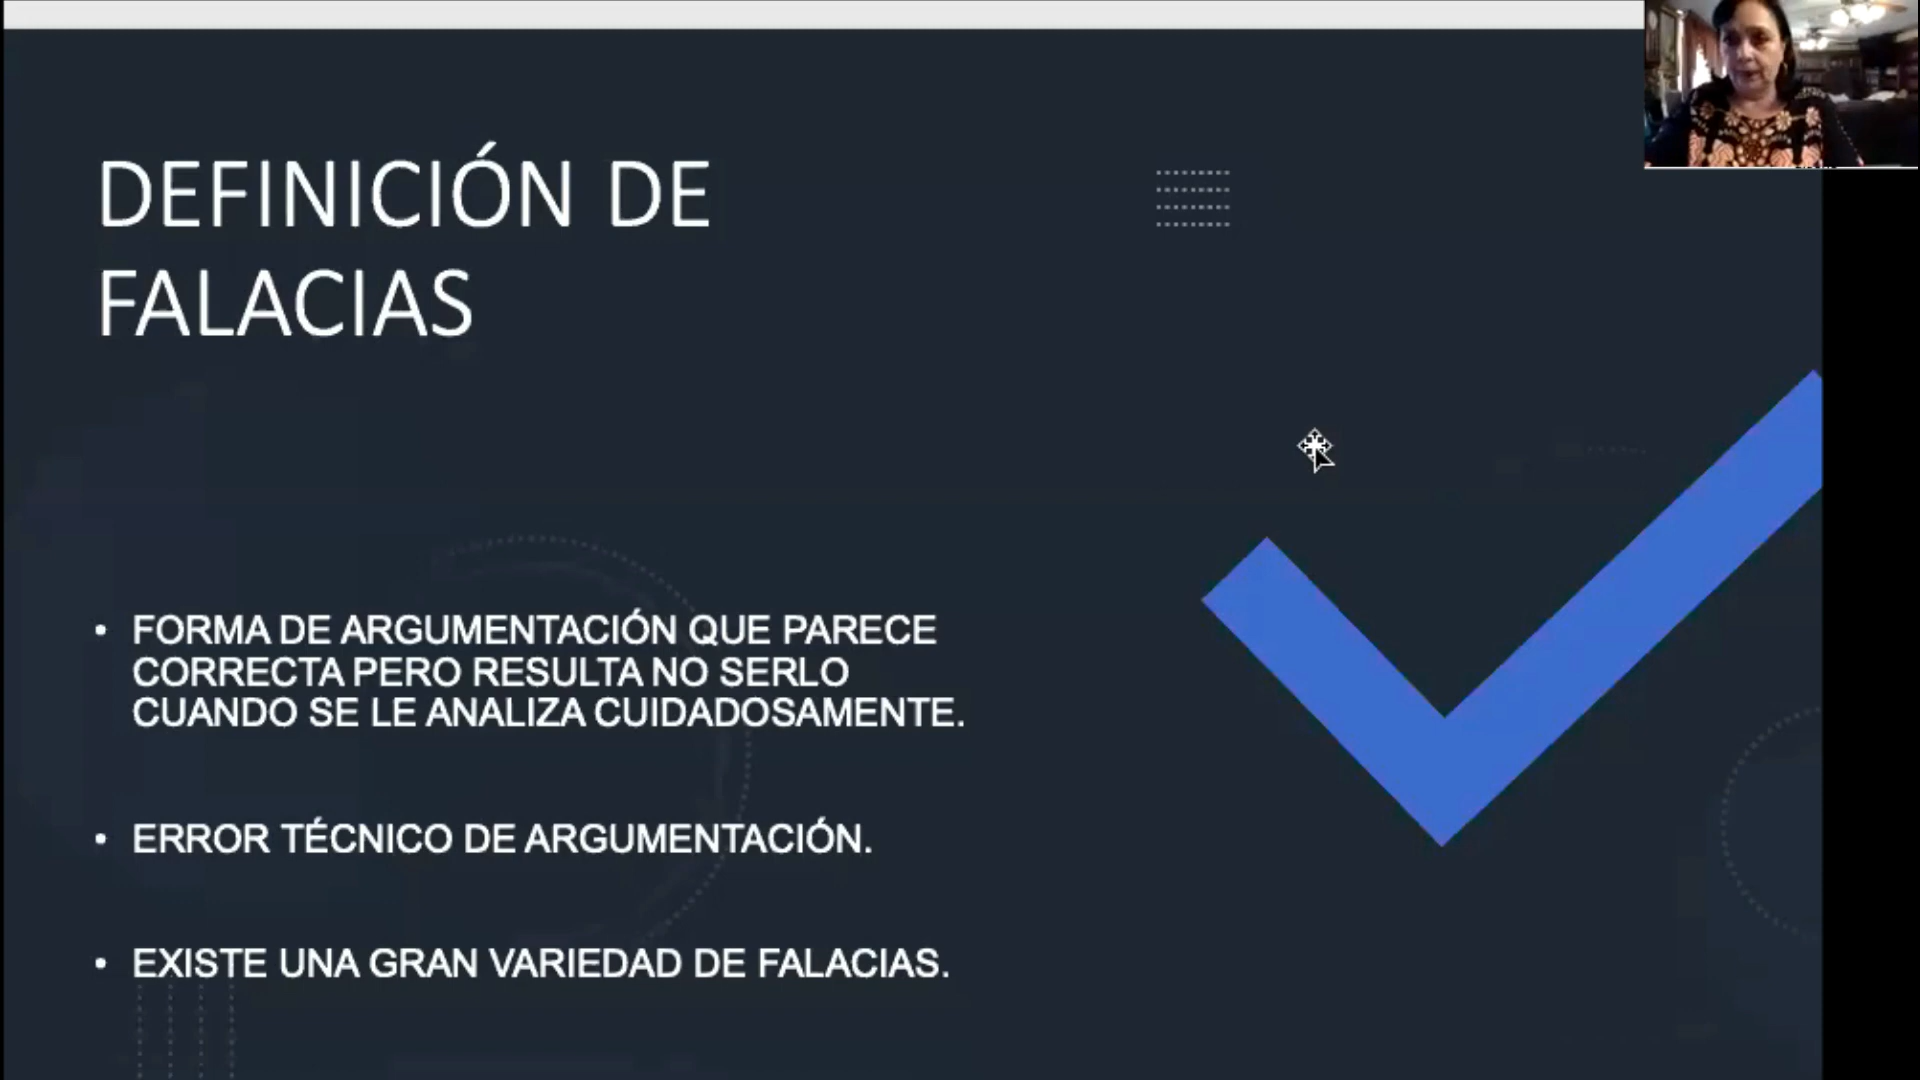 DEFINICIÓN DE
FALACIAS
• FORMA DE ARGUMENTACIÓN QUE PARECE
CORRECTA PERO RESULTA NO SERLO
CUANDO SE LE ANALIZA CUIDADOSAMENTE.
• ERROR TÉCNICO DE ARGUMENTACIÓN.
• EXISTE UNA GRAN VARIEDAD DE FALACIAS.